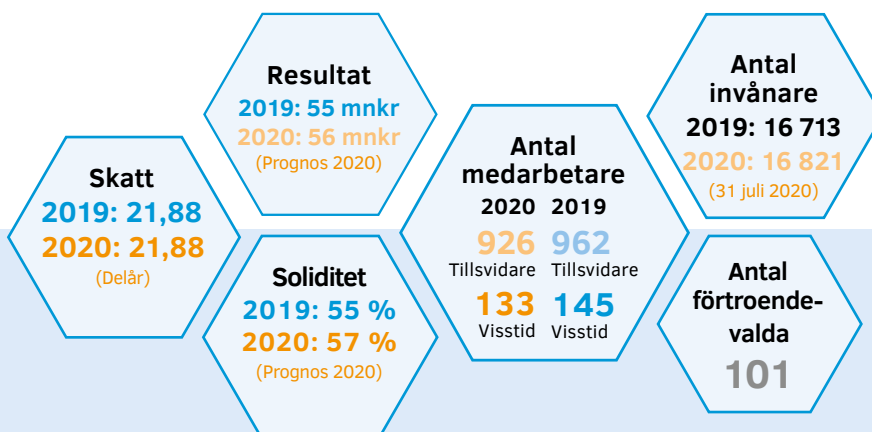 Skatt
2019: 21,88
2020: 21,88
(Delår)
Resultat
2019: 55 mnkr
2020: 56 mnkr
(Prognos 2020)
Soliditet
2019: 55 %
2020: 57 %
(Prognos 2020)
Antal
medarbetare
2020 2019
926 962
Tillsvidare Tillsvidare
133 145
Visstid Visstid
Antal
invånare
2019: 16 713
2020: 16 821
(31 juli 2020)
Antal
förtroende-
valda
101